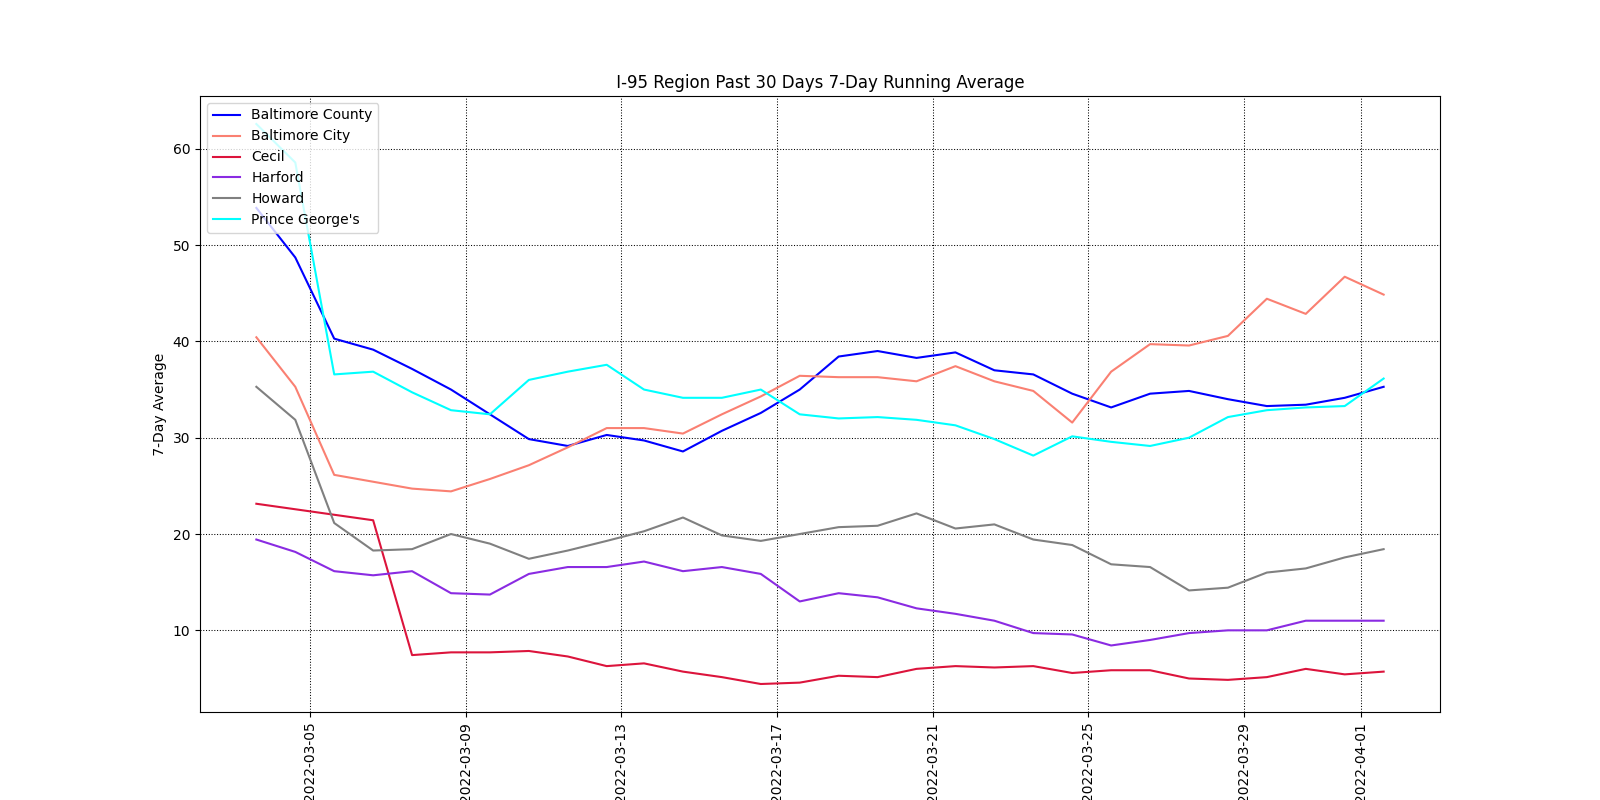 I-95 Region Past 30 Days 7-Day Running Average
Baltimore County
Baltimore City
Cecil
Harford
Howard
Prince George's
7-Day Average
60
50
40
30
20
10
2022-03-05
2022-03-09
2022-03-13
2022-03-17
2022-03-21
2022-03-25
2022-03-29
2022-04-01